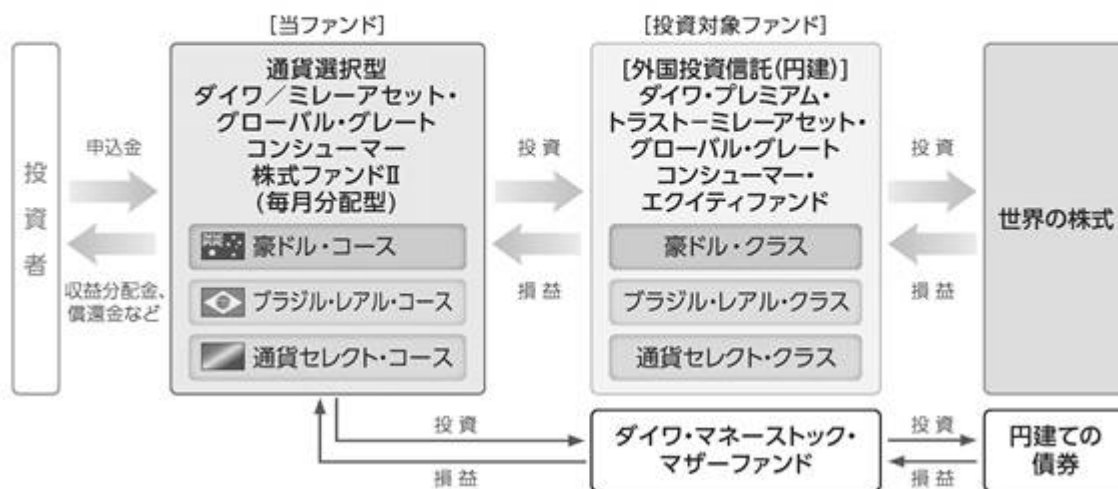 [当ファンド]
[投資対象ファンド]
投資者
申込金
収益分配金、
償還金など
通貨選択型
ダイワ／ミレーアセット・
グローバル・グレート
コンシューマー
株式ファンドⅡ
(毎月分配型)
豪ドル・コース
ブラジル・レアル・コース
通貨セレクト・コース
投資
損益
[外国投資信託(円建)]
ダイワ・プレミアム・
トラスト－ミレーアセット・
グローバル・グレート
コンシューマー・
エクイティファンド
豪ドル・クラス
ブラジル・レアル・クラス
通貨セレクト・クラス
投資
損益
世界の株式
投資
損益
ダイワ・マネーストック・
マザーファンド
投資
損益
円建ての
債券